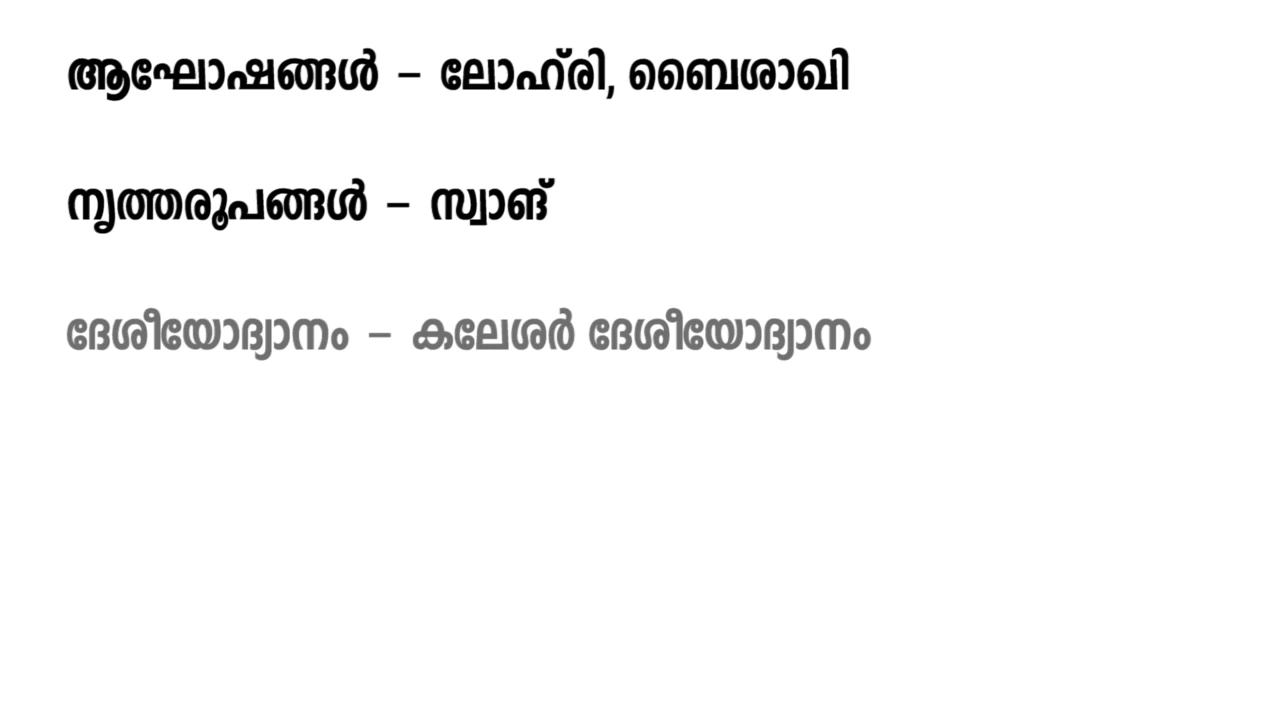 ആഘോഷങ്ങൾ - ലോഹ്‌രി, ബൈശാഖി
നൃത്തരൂപങ്ങൾ - സ്വാങ്
ദേശീയോദ്യാനം - കലേശർ ദേശീയോദ്യാനം